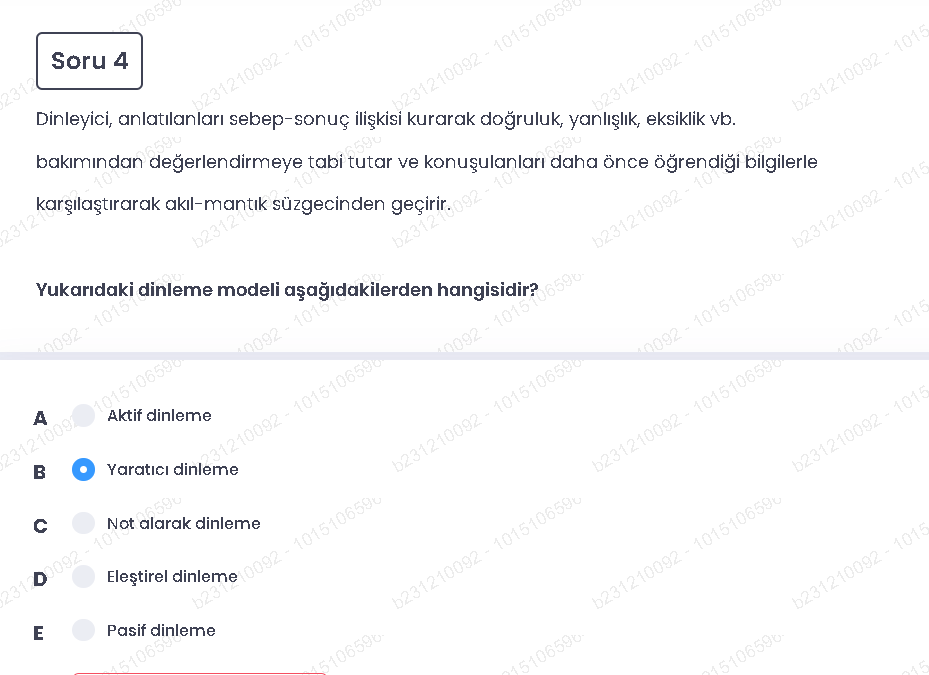 Soru 4
Dinleyici, anlatılanları sebep-sonuç ilişkisi kurarak doğruluk, yanlışlık, eksiklik vb.
bakımından değerlendirmeye tabi tutar ve konuşulanları daha önce öğrendiği bilgilerle
karşılaştırarak akıl-mantık süzgecinden geçirir.
Yukarıdaki dinleme modeli aşağıdakilerden hangisidir?
A Aktif dinleme
B Yaratıcı dinleme
C Not alarak dinleme
D Eleştirel dinleme
E Pasif dinleme
b231210092 - 1015106596